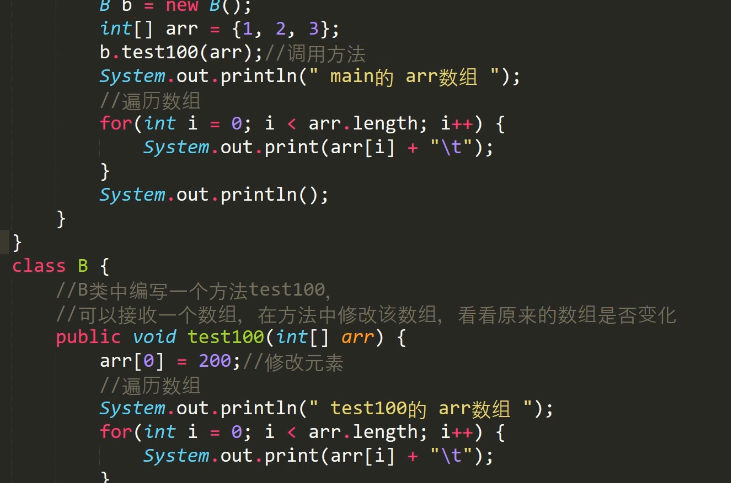 B b = new B();
int[] arr = {1, 2, 3};
b.test100(arr);//调用方法
System.out.println(" main的 arr数组 ");
//遍历数组
for(int i = 0; i < arr.length; i++) {
System.out.print(arr[i] + "\t");
}
System.out.println();
}
}
class B {
//B类中编写一个方法test100,
//可以接收一个数组, 在方法中修改该数组, 看看原来的数组是否变化
public void test100(int[] arr) {
arr[0] = 200;//修改元素
//遍历数组
System.out.println(" test100的 arr数组 ");
for(int i = 0; i < arr.length; i++) {
System.out.print(arr[i] + "\t");
}